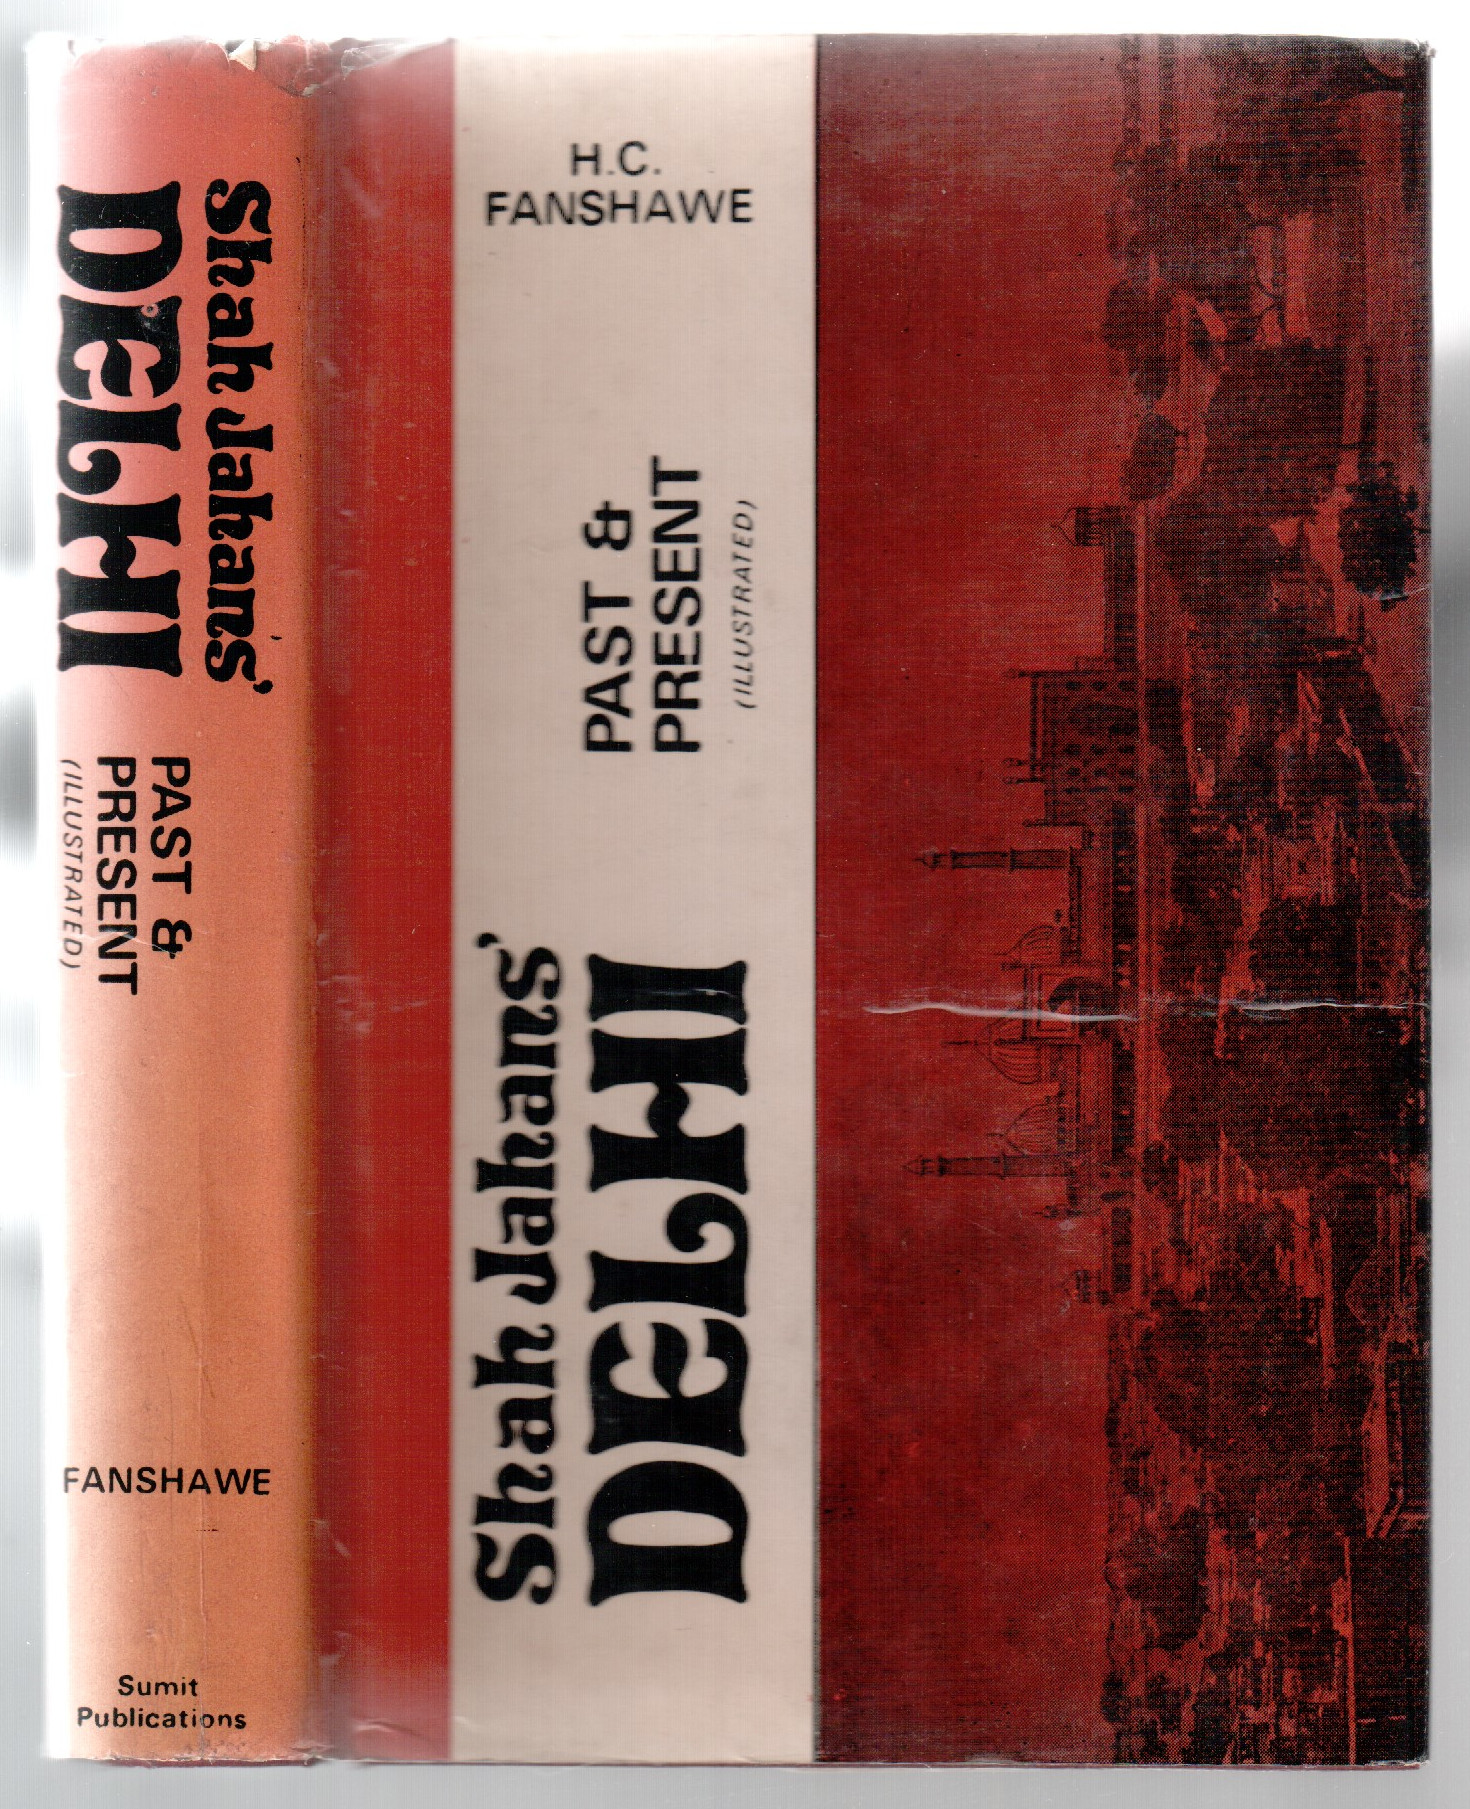 Shah Jahans'
DELHI
PAST &
PRESENT
(ILLUSTRATED)
FANSHAWE
Sumit
Publications
H.C.
FANSHAWE
Shah Jahans'
DELHI
PAST &
PRESENT
(ILLUSTRATED)